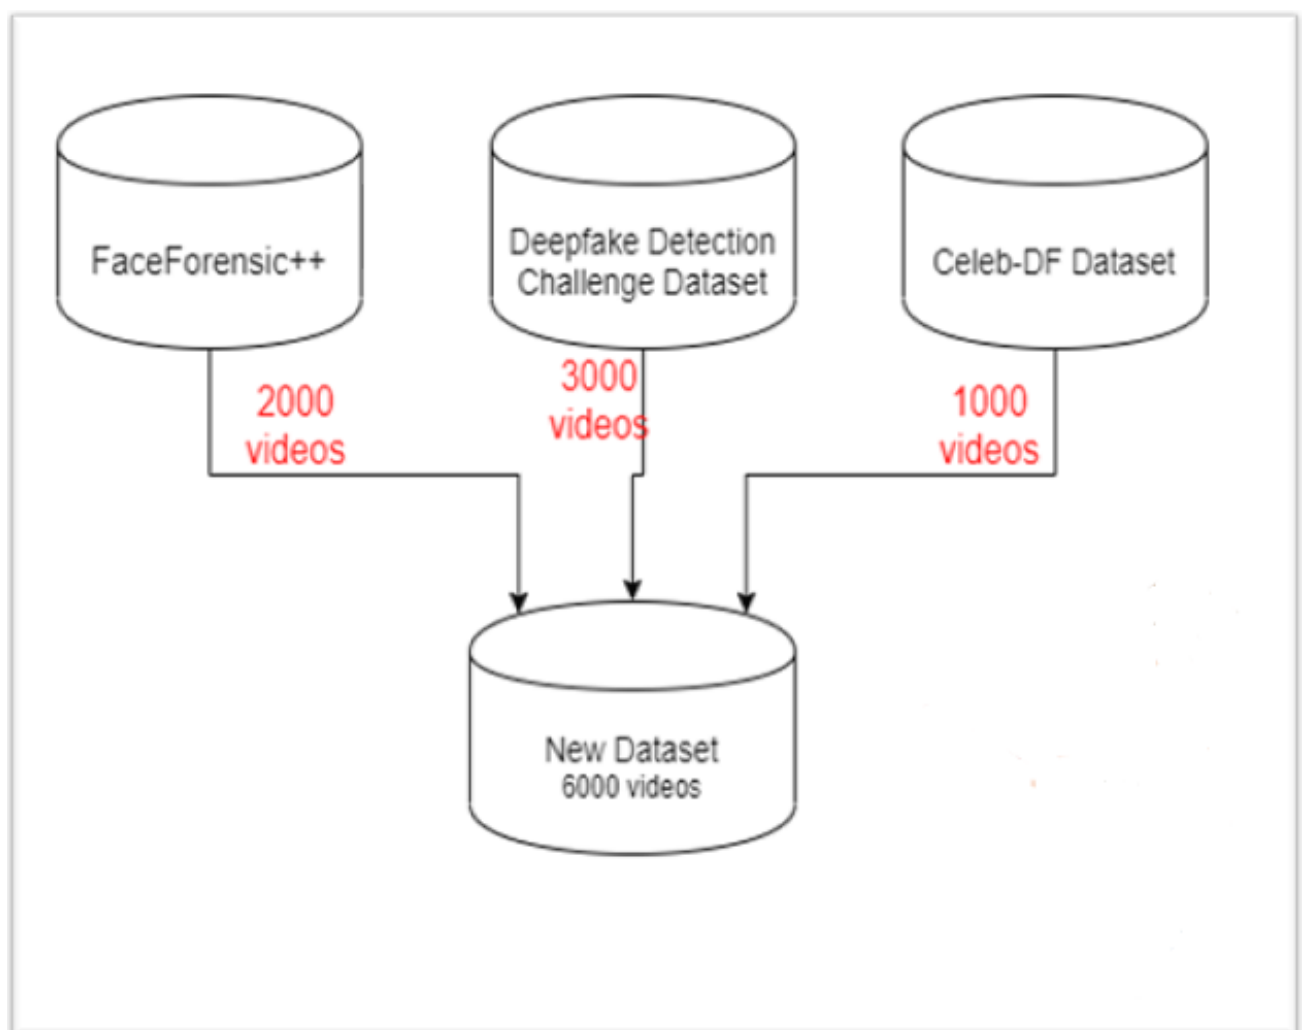 FaceForensic++
Deepfake Detection
Challenge Dataset
Celeb-DF Dataset
2000
videos
3000
videos
1000
videos
New Dataset
6000 videos